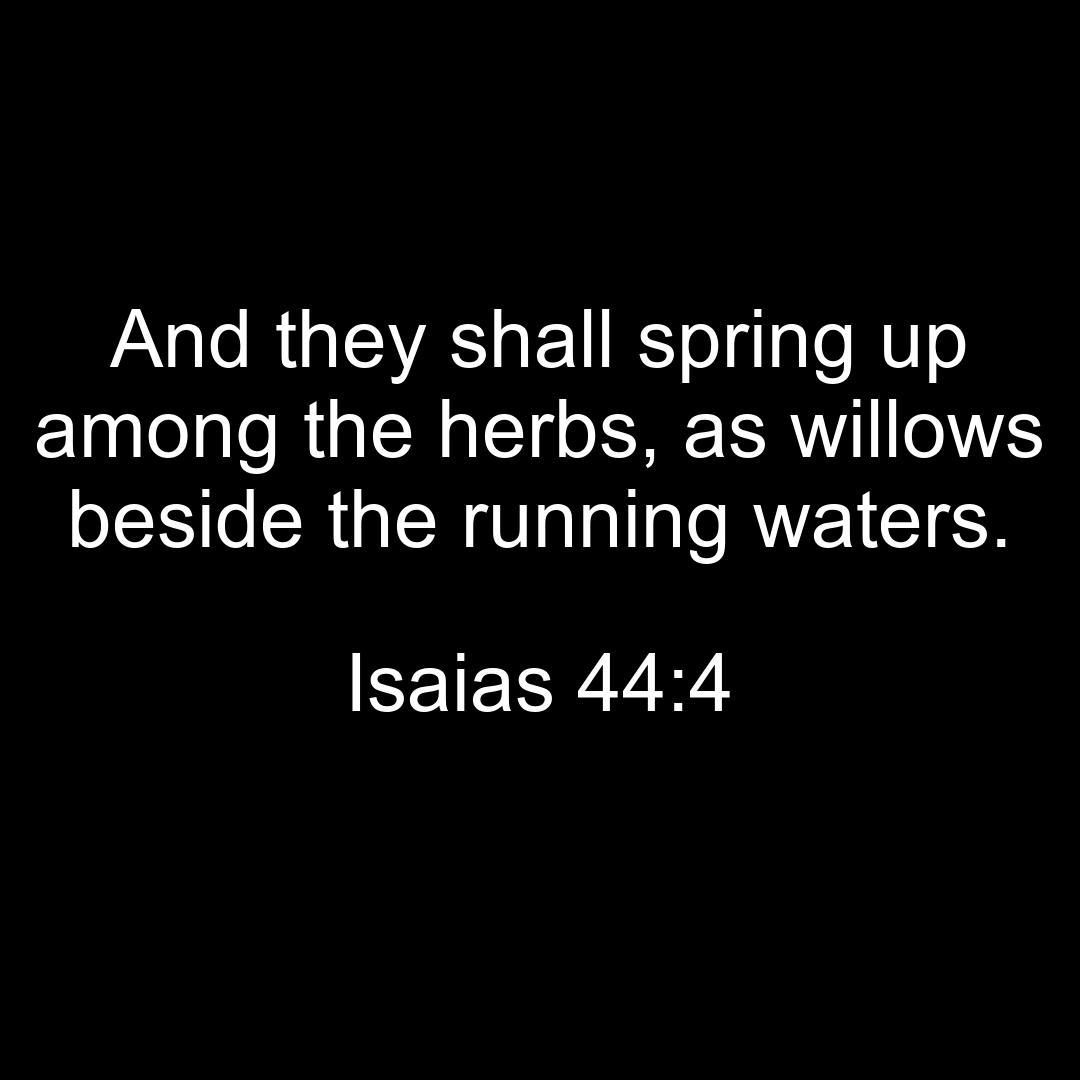 And they shall spring up
among the herbs, as willows
beside the running waters.
Isaias 44:4